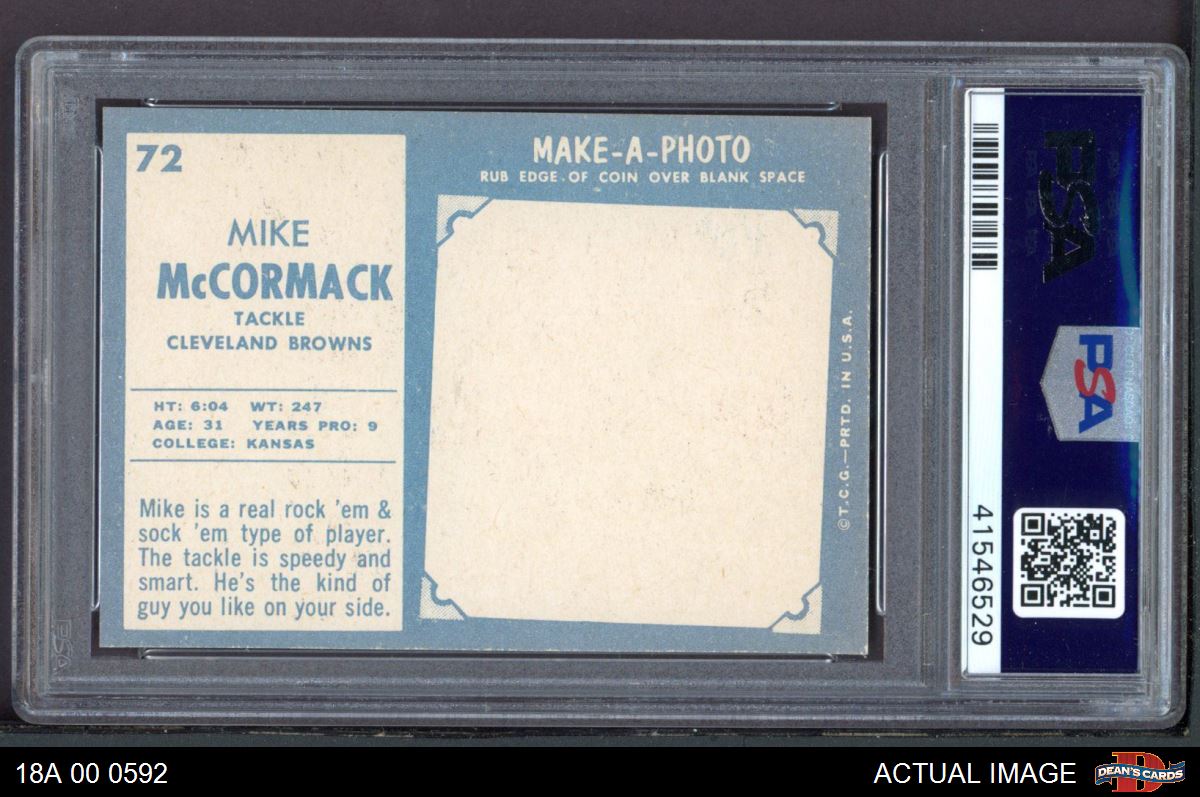 72
MIKE
McCORMACK
TACKLE
CLEVELAND BROWNS
HT: 6:04 WT: 247
AGE: 31 YEARS PRO: 9
COLLEGE: KANSAS
Mike is a real rock 'em &
sock 'em type of player.
The tackle is speedy and
smart. He's the kind of
guy you like on your side.
MAKE-A-PHOTO
RUB EDGE OF COIN OVER BLANK SPACE
©T.C.G.—PRTD. IN U.S.A.
PSA
PSA
41546529
PSA
18A 00 0592
ACTUAL IMAGE
D
DEAN'S CARDS